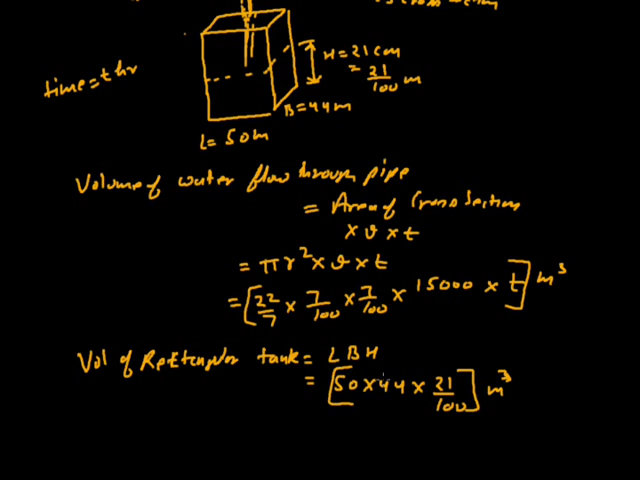 time = t hr
H = 21 cm
= 21/100 m
B = 44 m
L = 50 m
Volume of water flow through pipe
= Area of Cross Section
x v x t
= πr² x v x t
= [22/7 x 7/100 x 7/100 x 15000 x t] m³
Vol of Rectangular tank = LBH
= [50 x 44 x 21/100] m³